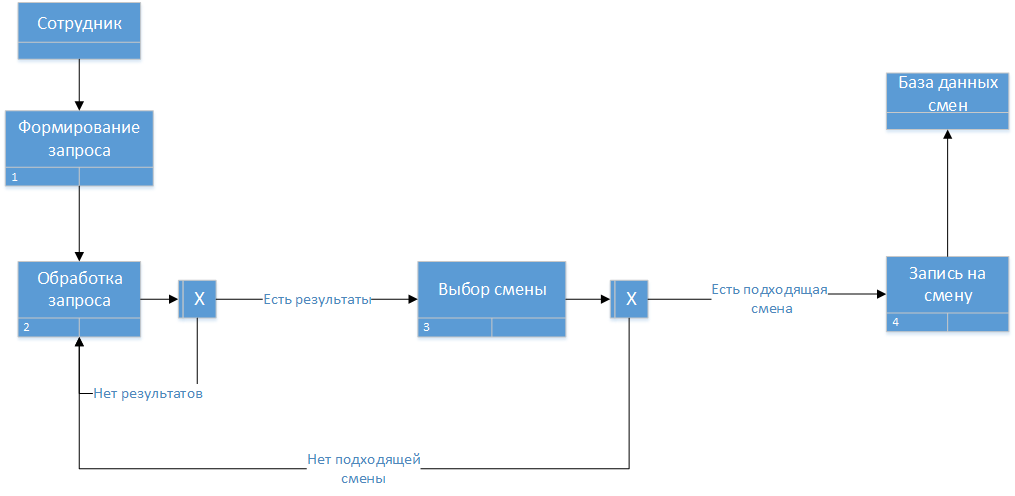 Сотрудник
База данных
смен
Формирование
запроса
1
Обработка
запроса
2
X
Есть результаты
Выбор смены
3
X
Есть подходящая
смена
Запись на
смену
4
Нет результатов
Нет подходящей
смены